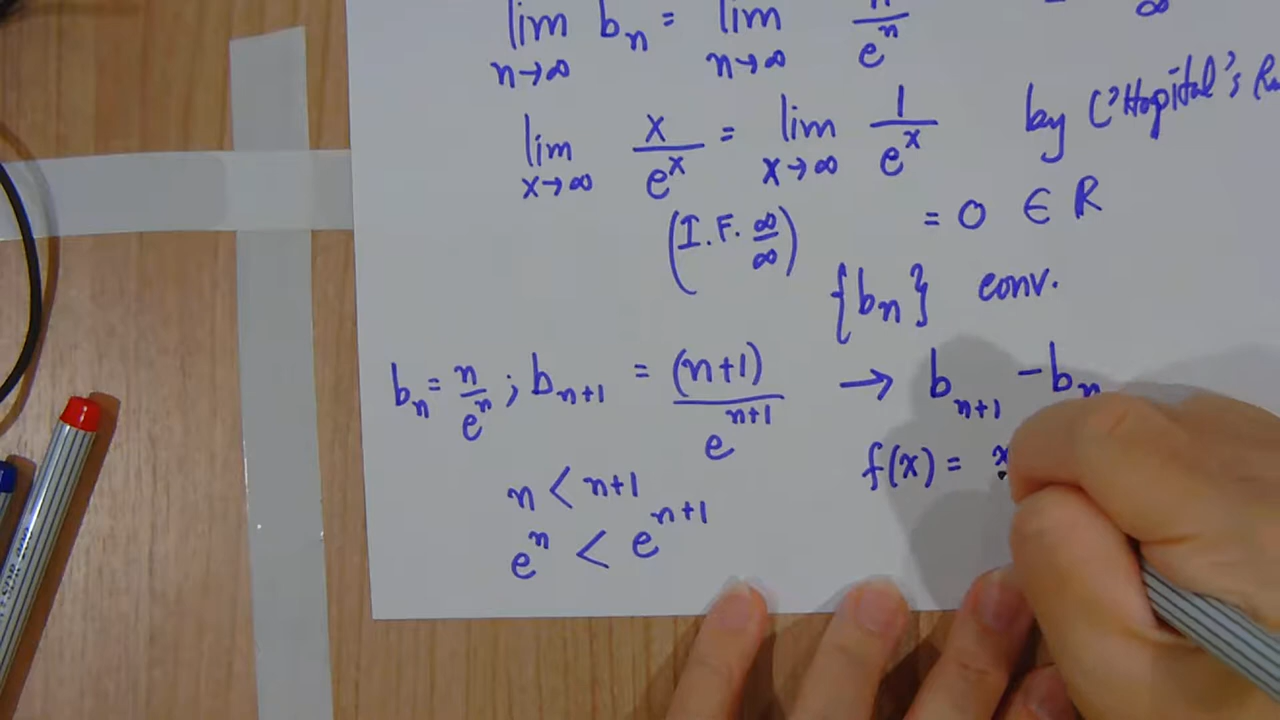 lim n→∞ b_n = lim n→∞ n/e^n ∞
lim x→∞ x/e^x = lim x→∞ 1/e^x by L'Hopital's
(I.F. ∞/∞) = 0 ∈ R
{b_n} conv.
b_n = n/e^n ; b_{n+1} = (n+1)/e^{n+1} → b_{n+1} - b_n
f(x) = x
n < n+1
e^n < e^{n+1}